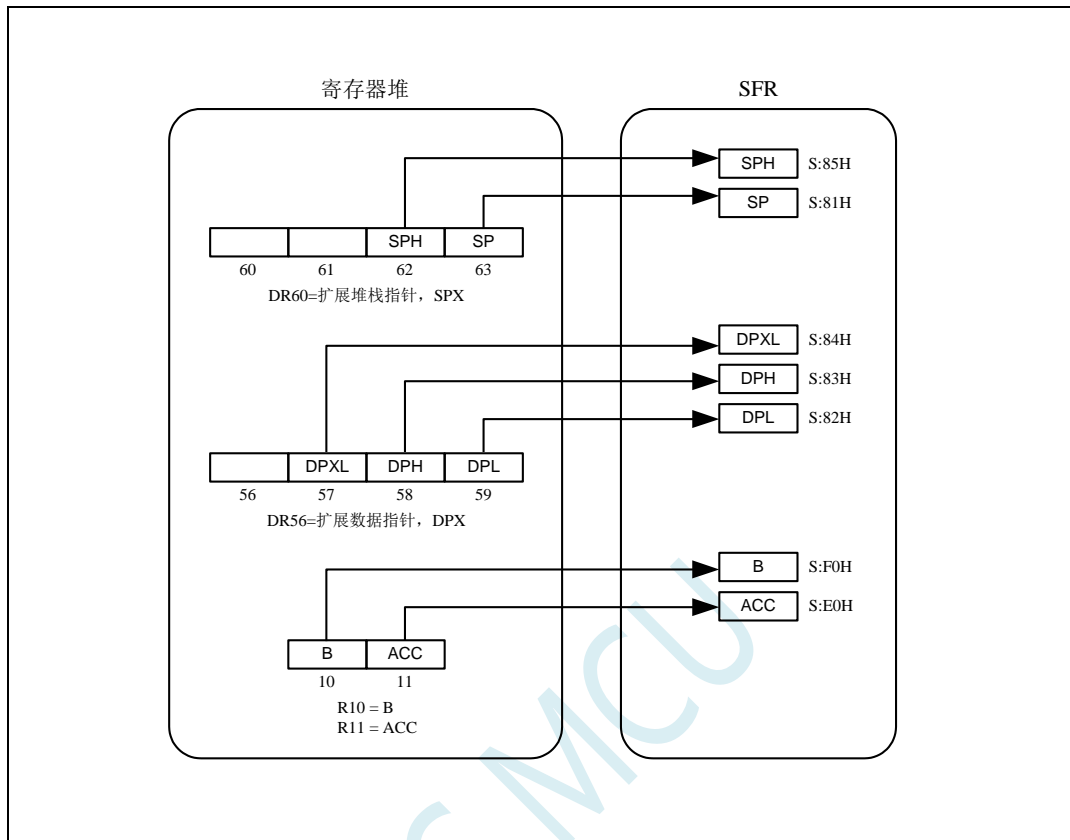 寄存器堆
SFR
SPH S:85H
SP S:81H
SPH SP
60 61 62 63
DR60=扩展堆栈指针，SPX
DPXL S:84H
DPH S:83H
DPL S:82H
DPXL DPH DPL
56 57 58 59
DR56=扩展数据指针，DPX
B S:F0H
ACC S:E0H
B ACC
10 11
R10 = B
R11 = ACC
MCU